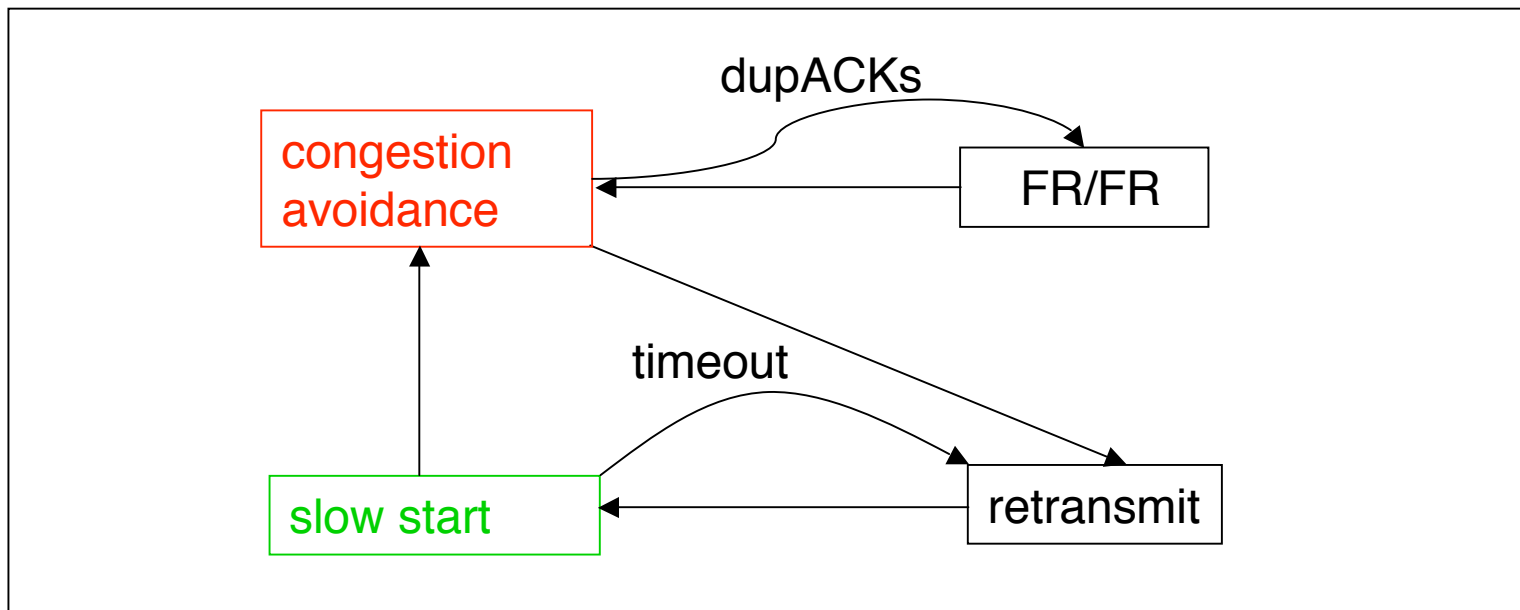 dupACKs
congestion
avoidance
FR/FR
timeout
slow start
retransmit